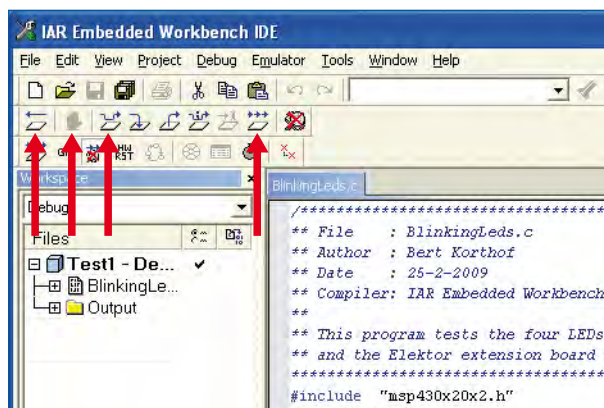 IAR Embedded Workbench IDE
File Edit View Project Debug Emulator Tools Window Help
HW
RST
Workspace
BlinkingLeds.c
Debug
Files
Test1 - De...
BlinkingLe...
Output
/************************************
** File : BlinkingLeds.c
** Author : Bert Korthof
** Date : 25-2-2009
** Compiler: IAR Embedded Workbench
**
** This program tests the four LEDs
** and the Elektor extension board
************************************
#include "msp430x20x2.h"